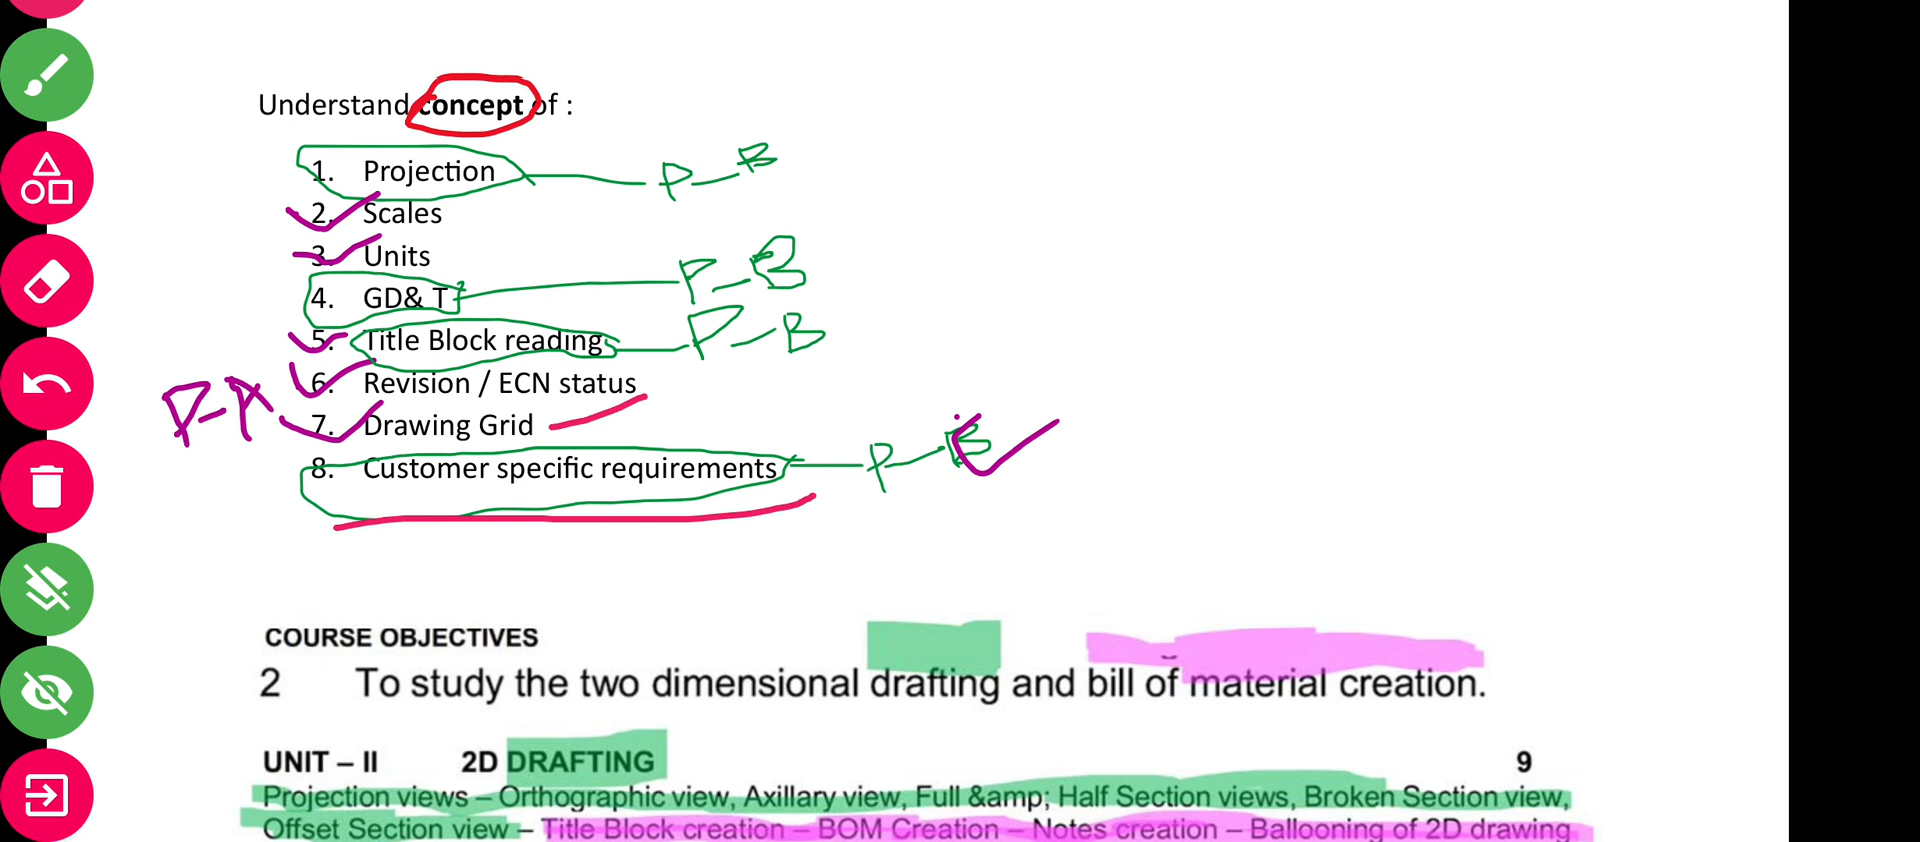 Understand concept of :
1. Projection P-B
2. Scales
3. Units
4. GD& T P-B
5. Title Block reading P-B
6. Revision / ECN status
P-A
7. Drawing Grid
8. Customer specific requirements P-B
COURSE OBJECTIVES
2 To study the two dimensional drafting and bill of material creation.
UNIT – II 2D DRAFTING 9
Projection views – Orthographic view, Axillary view, Full &amp; Half Section views, Broken Section view,
Offset Section view – Title Block creation – BOM Creation – Notes creation – Ballooning of 2D drawing